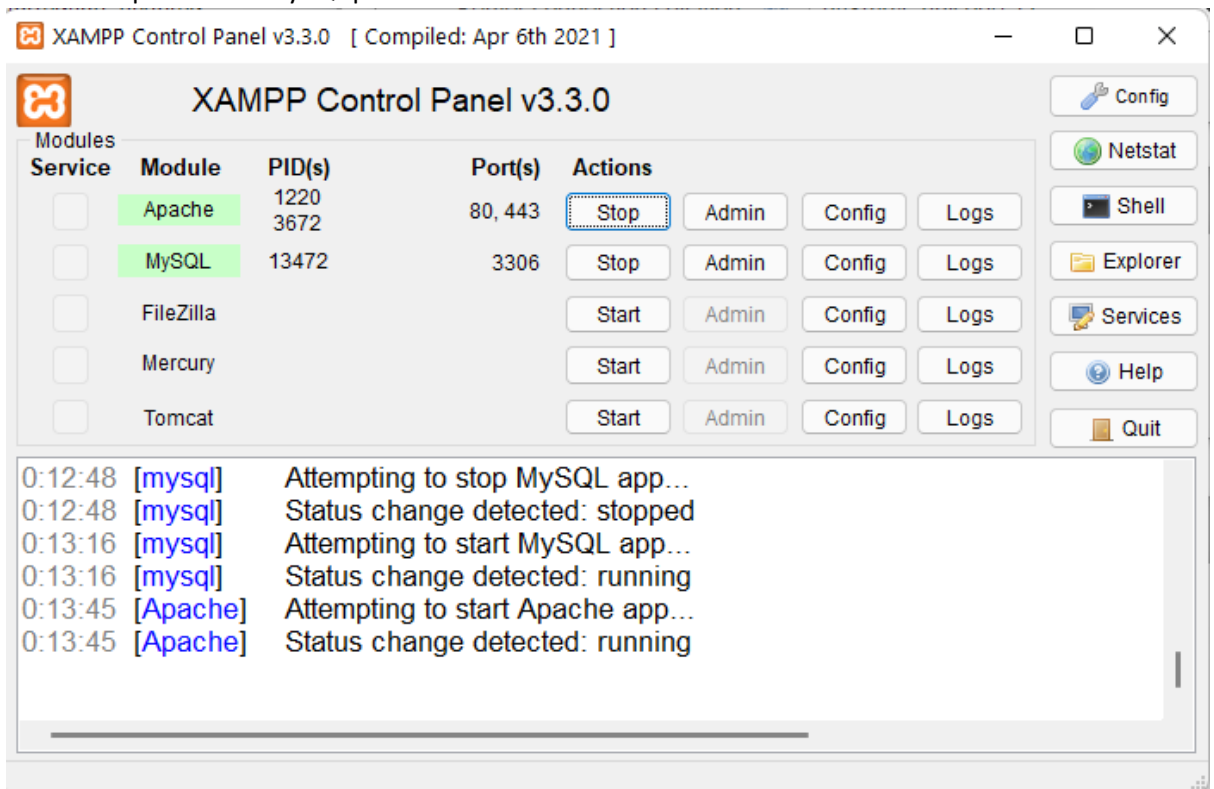 XAMPP Control Panel v3.3.0 [ Compiled: Apr 6th 2021 ]
XAMPP Control Panel v3.3.0
Config
Modules
Netstat
Service Module PID(s) Port(s) Actions
Apache 1220 3672 80, 443 Stop Admin Config Logs
Shell
MySQL 13472 3306 Stop Admin Config Logs
Explorer
FileZilla Start Admin Config Logs
Services
Mercury Start Admin Config Logs
Help
Tomcat Start Admin Config Logs
Quit
0:12:48 [mysql] Attempting to stop MySQL app...
0:12:48 [mysql] Status change detected: stopped
0:13:16 [mysql] Attempting to start MySQL app...
0:13:16 [mysql] Status change detected: running
0:13:45 [Apache] Attempting to start Apache app...
0:13:45 [Apache] Status change detected: running